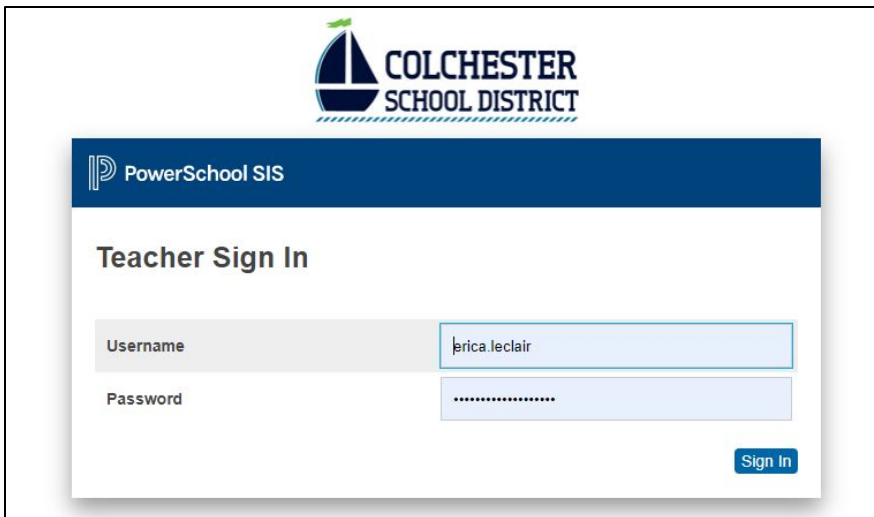 COLCHESTER
SCHOOL DISTRICT
PowerSchool SIS
Teacher Sign In
Username
erica.leclair
Password
•••••••••••••••••••
Sign In